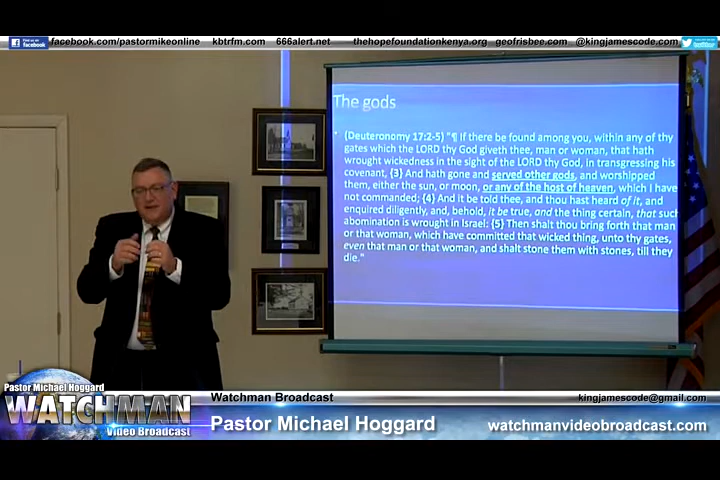 Find us on facebook
facebook.com/pastormikeonline kbtrfm.com 666alert.net thehopefoundationkenya.org geofrisbee.com @kingjamescode.com
twitter
The gods
• (Deuteronomy 17:2-5) "¶ If there be found among you, within any of thy
gates which the LORD thy God giveth thee, man or woman, that hath
wrought wickedness in the sight of the LORD thy God, in transgressing his
covenant, {3} And hath gone and served other gods, and worshipped
them, either the sun, or moon, or any of the host of heaven, which I have
not commanded; {4} And it be told thee, and thou hast heard of it, and
enquired diligently, and, behold, it be true, and the thing certain, that such
abomination is wrought in Israel: {5} Then shalt thou bring forth that man
or that woman, which have committed that wicked thing, unto thy gates,
even that man or that woman, and shalt stone them with stones, till they
die."
Pastor Michael Hoggard
WATCHMAN
Video Broadcast
Watchman Broadcast
kingjamescode@gmail.com
Pastor Michael Hoggard
watchmanvideobroadcast.com